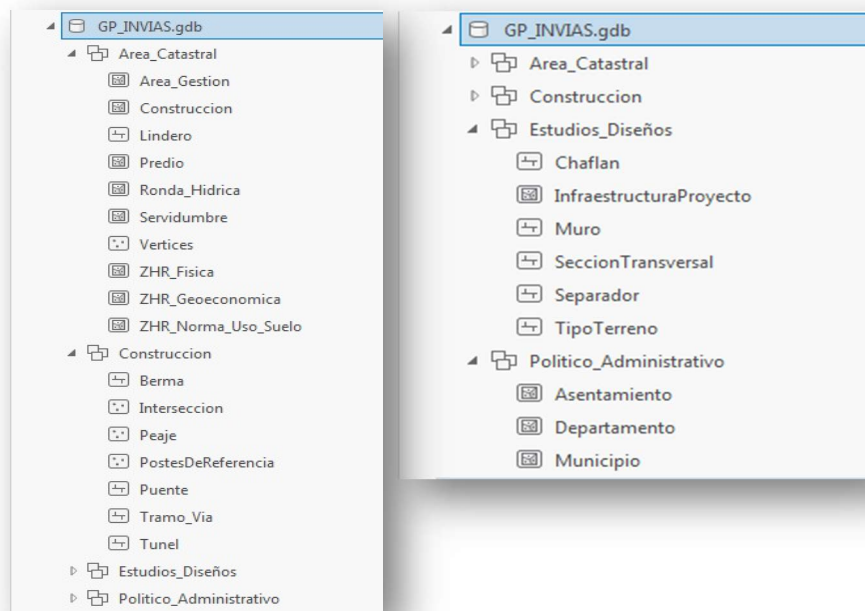 GP_INVIAS.gdb
Area_Catastral
Area_Gestion
Construccion
Lindero
Predio
Ronda_Hidrica
Servidumbre
Vertices
ZHR_Fisica
ZHR_Geoeconomica
ZHR_Norma_Uso_Suelo
Construccion
Berma
Interseccion
Peaje
PostesDeReferencia
Puente
Tramo_Via
Tunel
Estudios_Diseños
Politico_Administrativo
GP_INVIAS.gdb
Area_Catastral
Construccion
Estudios_Diseños
Chaflan
InfraestructuraProyecto
Muro
SeccionTransversal
Separador
TipoTerreno
Politico_Administrativo
Asentamiento
Departamento
Municipio